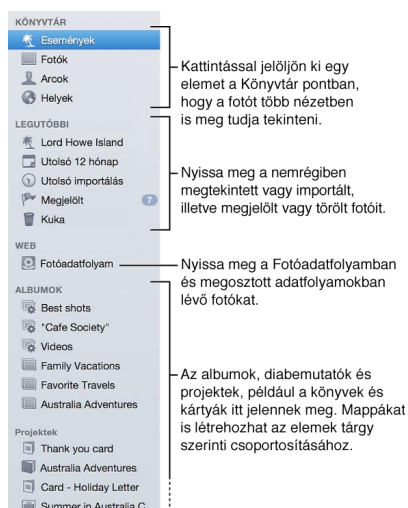 KÖNYVTÁR
Események
Fotók
Arcok
Helyek
Kattintással jelöljön ki egy
elemet a Könyvtár pontban,
hogy a fotót több nézetben
is meg tudja tekinteni.
LEGUTÓBBI
Lord Howe Island
Utolsó 12 hónap
Utolsó importálás
Megjelölt 7
Kuka
Nyissa meg a nemrégiben
megtekintett vagy importált,
illetve megjelölt vagy törölt fotóit.
WEB
Fotóadatfolyam
Nyissa meg a Fotóadatfolyamban
és megosztott adatfolyamokban
lévő fotókat.
ALBUMOK
Best shots
"Cafe Society"
Videos
Family Vacations
Favorite Travels
Australia Adventures
Az albumok, diabemutatók és
projektek, például a könyvek és
kártyák itt jelennek meg. Mappákat
is létrehozhat az elemek tárgy
szerinti csoportosításához.
Projektek
Thank you card
Australia Adventures
Card - Holiday Letter
Summer in Australia C